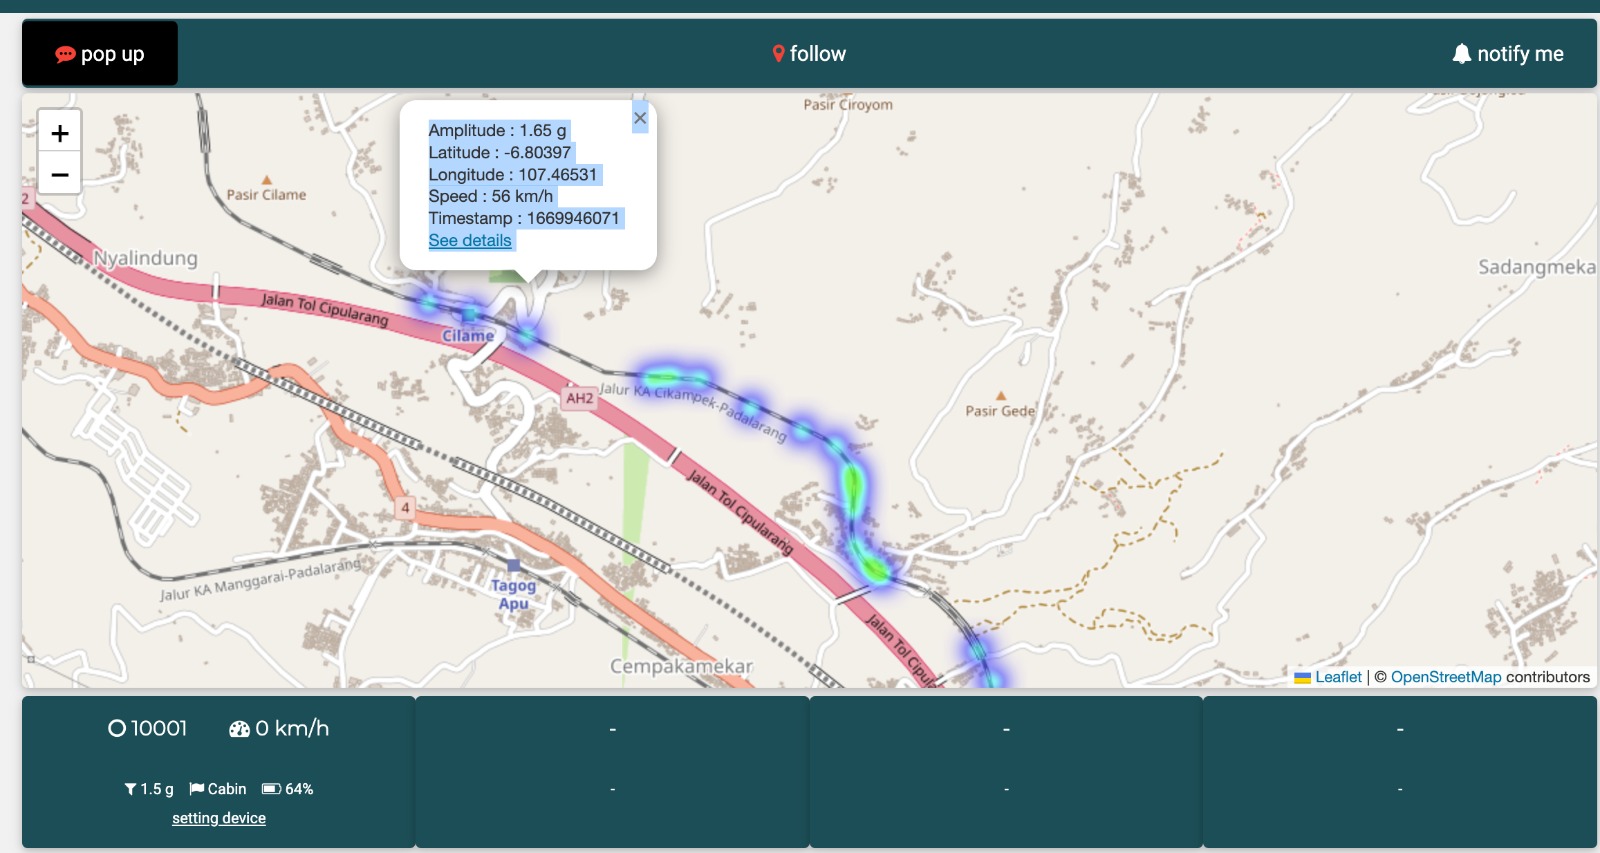 pop up
follow
notify me
+
−
2
Pasir Ciroyom
Pasir Cilame
×
Amplitude : 1.65 g
Latitude : -6.80397
Longitude : 107.46531
Speed : 56 km/h
Timestamp : 1669946071
See details
Nyalindung
Sadangmeka
Jalan Tol Cipularang
Cilame
AH2
Jalur KA Cikampek-Padalarang
Pasir Gede
Jalan Tol Cipularang
4
Jalur KA Manggarai-Padalarang
Tagog
Apu
Jalan Tol Cipula
Cempakamekar
Leaflet | © OpenStreetMap contributors
10001 0 km/h
1.5 g Cabin 64%
setting device
-
-
-
-
-
-